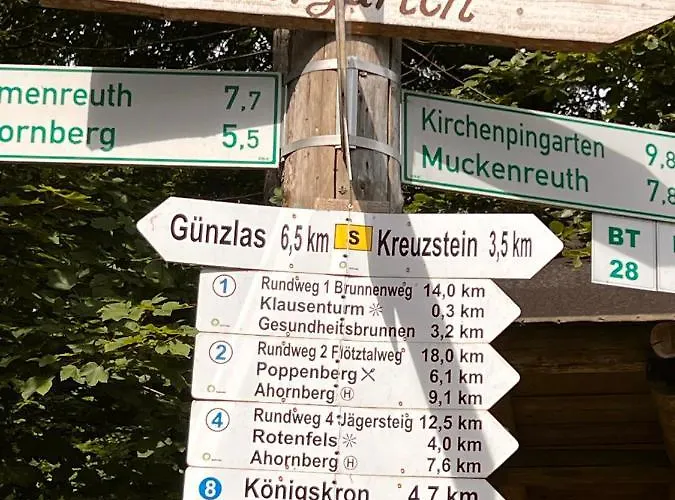 menreuth 7,7
ornberg 5,5
Kirchenpingarten 9,8
Muckenreuth 7,8
Günzlas 6,5 km S Kreuzstein 3,5 km
BT
28
1 Rundweg 1 Brunnenweg 14,0 km
Klausenturm 0,3 km
Gesundheitsbrunnen 3,2 km
2 Rundweg 2 Flötztalweg 18,0 km
Poppenberg 6,1 km
Ahornberg H 9,1 km
4 Rundweg 4 Jägersteig 12,5 km
Rotenfels 4,0 km
Ahornberg H 7,6 km
8 Königskron 4,7 km